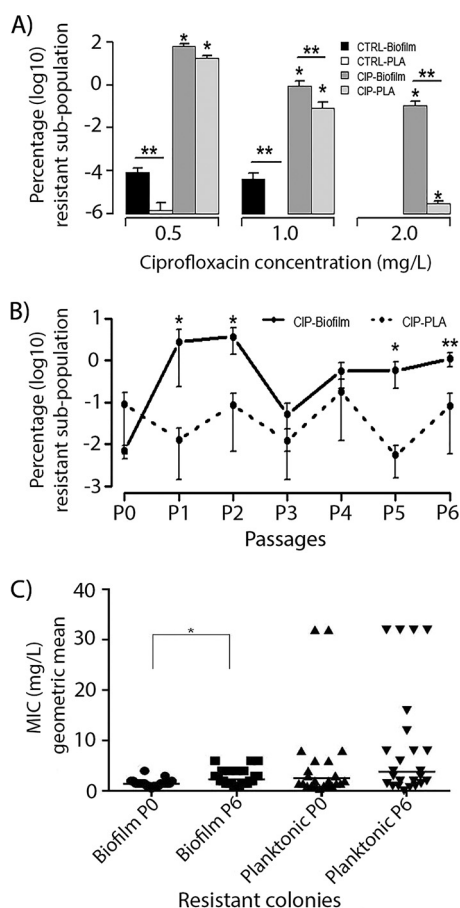 A)
Percentage (log10)
resistant sub-population
2
0
-2
-4
-6
**
*
*
**
**
*
*
**
*
*
CTRL-Biofilm
CTRL-PLA
CIP-Biofilm
CIP-PLA
0.5
1.0
2.0
Ciprofloxacin concentration (mg/L)
B)
Percentage (log10)
resistant sub-population
1
0
-1
-2
-3
*
*
*
**
CIP-Biofilm
CIP-PLA
P0
P1
P2
P3
P4
P5
P6
Passages
C)
MIC (mg/L)
geometric mean
40
30
20
10
0
*
Biofilm P0
Biofilm P6
Planktonic P0
Planktonic P6
Resistant colonies